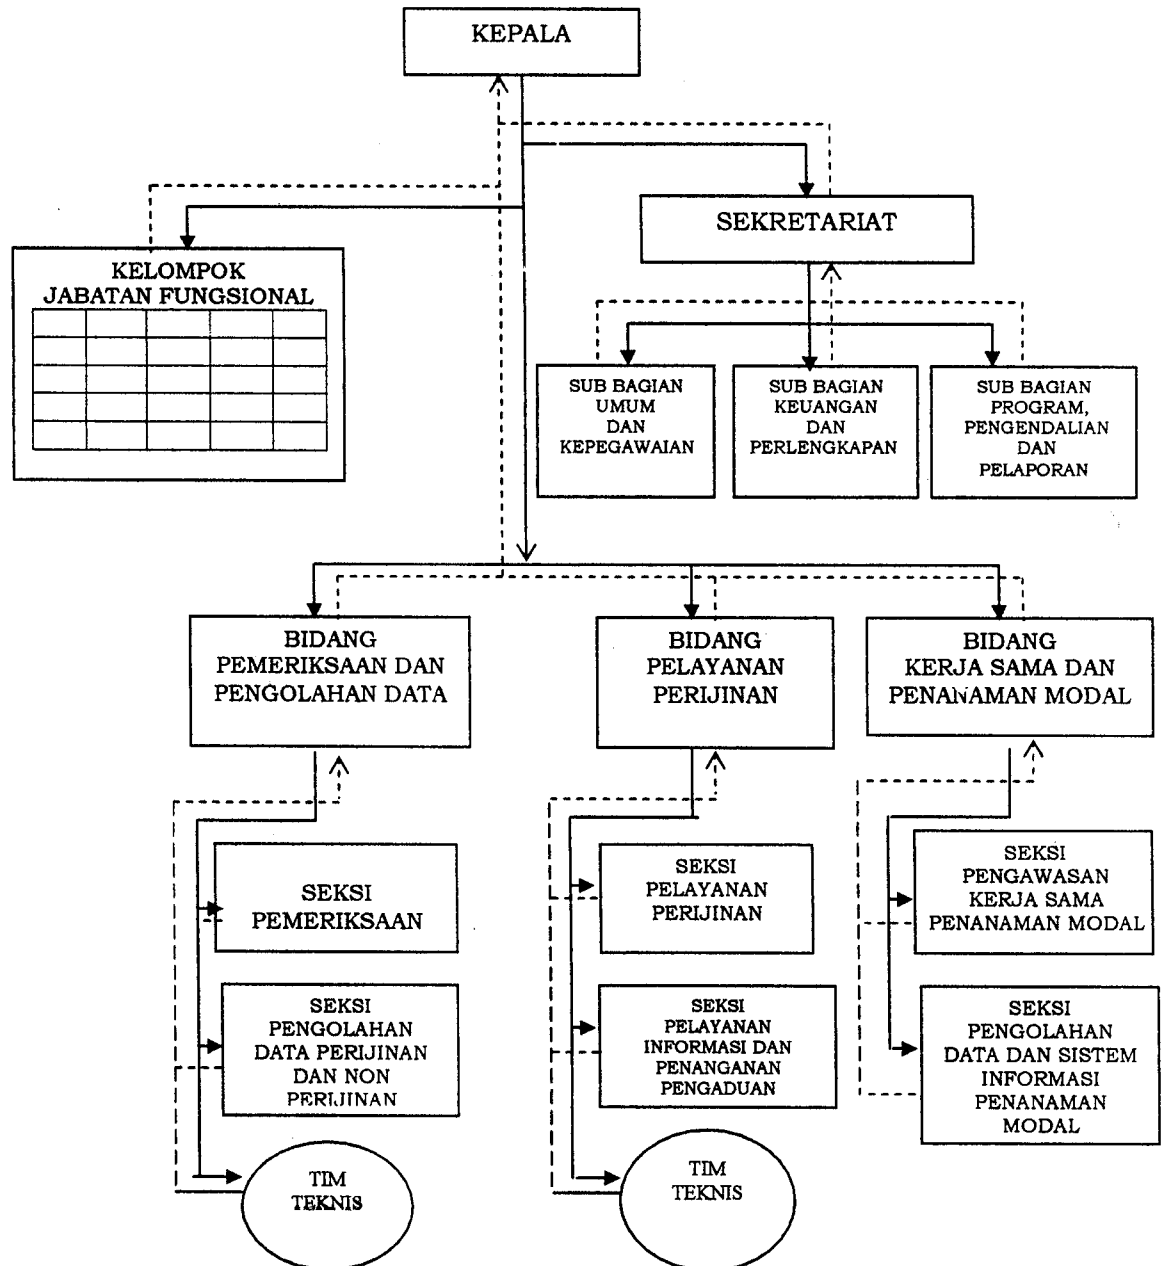 KEPALA
SEKRETARIAT
KELOMPOK
JABATAN FUNGSIONAL
SUB BAGIAN
UMUM
DAN
KEPEGAWAIAN
SUB BAGIAN
KEUANGAN
DAN
PERLENGKAPAN
SUB BAGIAN
PROGRAM,
PENGENDALIAN
DAN
PELAPORAN
BIDANG
PEMERIKSAAN DAN
PENGOLAHAN DATA
BIDANG
PELAYANAN
PERIJINAN
BIDANG
KERJA SAMA DAN
PENANAMAN MODAL
SEKSI
PEMERIKSAAN
SEKSI
PELAYANAN
PERIJINAN
SEKSI
PENGAWASAN
KERJA SAMA
PENANAMAN MODAL
SEKSI
PENGOLAHAN
DATA PERIJINAN
DAN NON
PERIJINAN
SEKSI
PELAYANAN
INFORMASI DAN
PENANGANAN
PENGADUAN
SEKSI
PENGOLAHAN
DATA DAN SISTEM
INFORMASI
PENANAMAN
MODAL
TIM
TEKNIS
TIM
TEKNIS